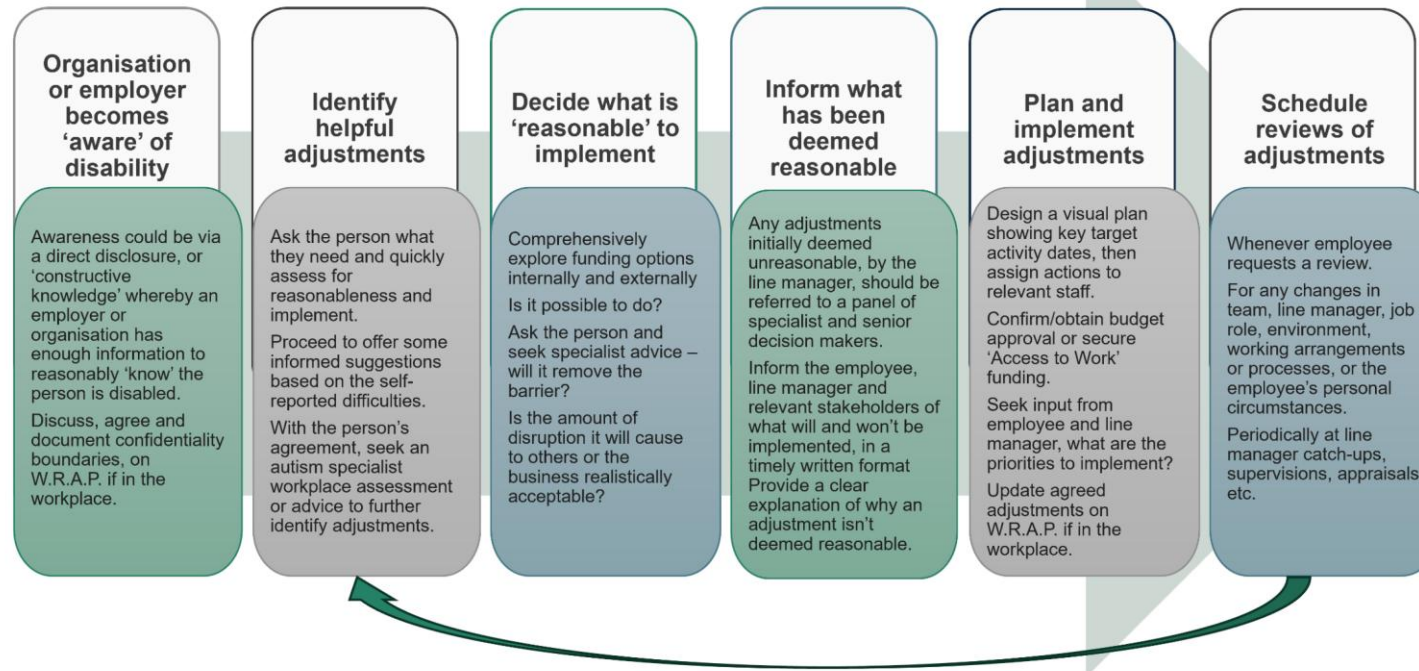 Organisation
or employer
becomes
‘aware’ of
disability
Awareness could be via
a direct disclosure, or
‘constructive
knowledge’ whereby an
employer or
organisation has
enough information to
reasonably ‘know’ the
person is disabled.
Discuss, agree and
document confidentiality
boundaries, on
W.R.A.P. if in the
workplace.
Identify
helpful
adjustments
Ask the person what
they need and quickly
assess for
reasonableness and
implement.
Proceed to offer some
informed suggestions
based on the self-
reported difficulties.
With the person’s
agreement, seek an
autism specialist
workplace assessment
or advice to further
identify adjustments.
Decide what is
‘reasonable’ to
implement
Comprehensively
explore funding options
internally and externally
Is it possible to do?
Ask the person and
seek specialist advice –
will it remove the
barrier?
Is the amount of
disruption it will cause
to others or the
business realistically
acceptable?
Inform what
has been
deemed
reasonable
Any adjustments
initially deemed
unreasonable, by the
line manager, should be
referred to a panel of
specialist and senior
decision makers.
Inform the employee,
line manager and
relevant stakeholders of
what will and won’t be
implemented, in a
timely written format
Provide a clear
explanation of why an
adjustment isn’t
deemed reasonable.
Plan and
implement
adjustments
Design a visual plan
showing key target
activity dates, then
assign actions to
relevant staff.
Confirm/obtain budget
approval or secure
‘Access to Work’
funding.
Seek input from
employee and line
manager, what are the
priorities to implement?
Update agreed
adjustments on
W.R.A.P. if in the
workplace.
Schedule
reviews of
adjustments
Whenever employee
requests a review.
For any changes in
team, line manager, job
role, environment,
working arrangements
or processes, or the
employee’s personal
circumstances.
Periodically at line
manager catch-ups,
supervisions, appraisals
etc.